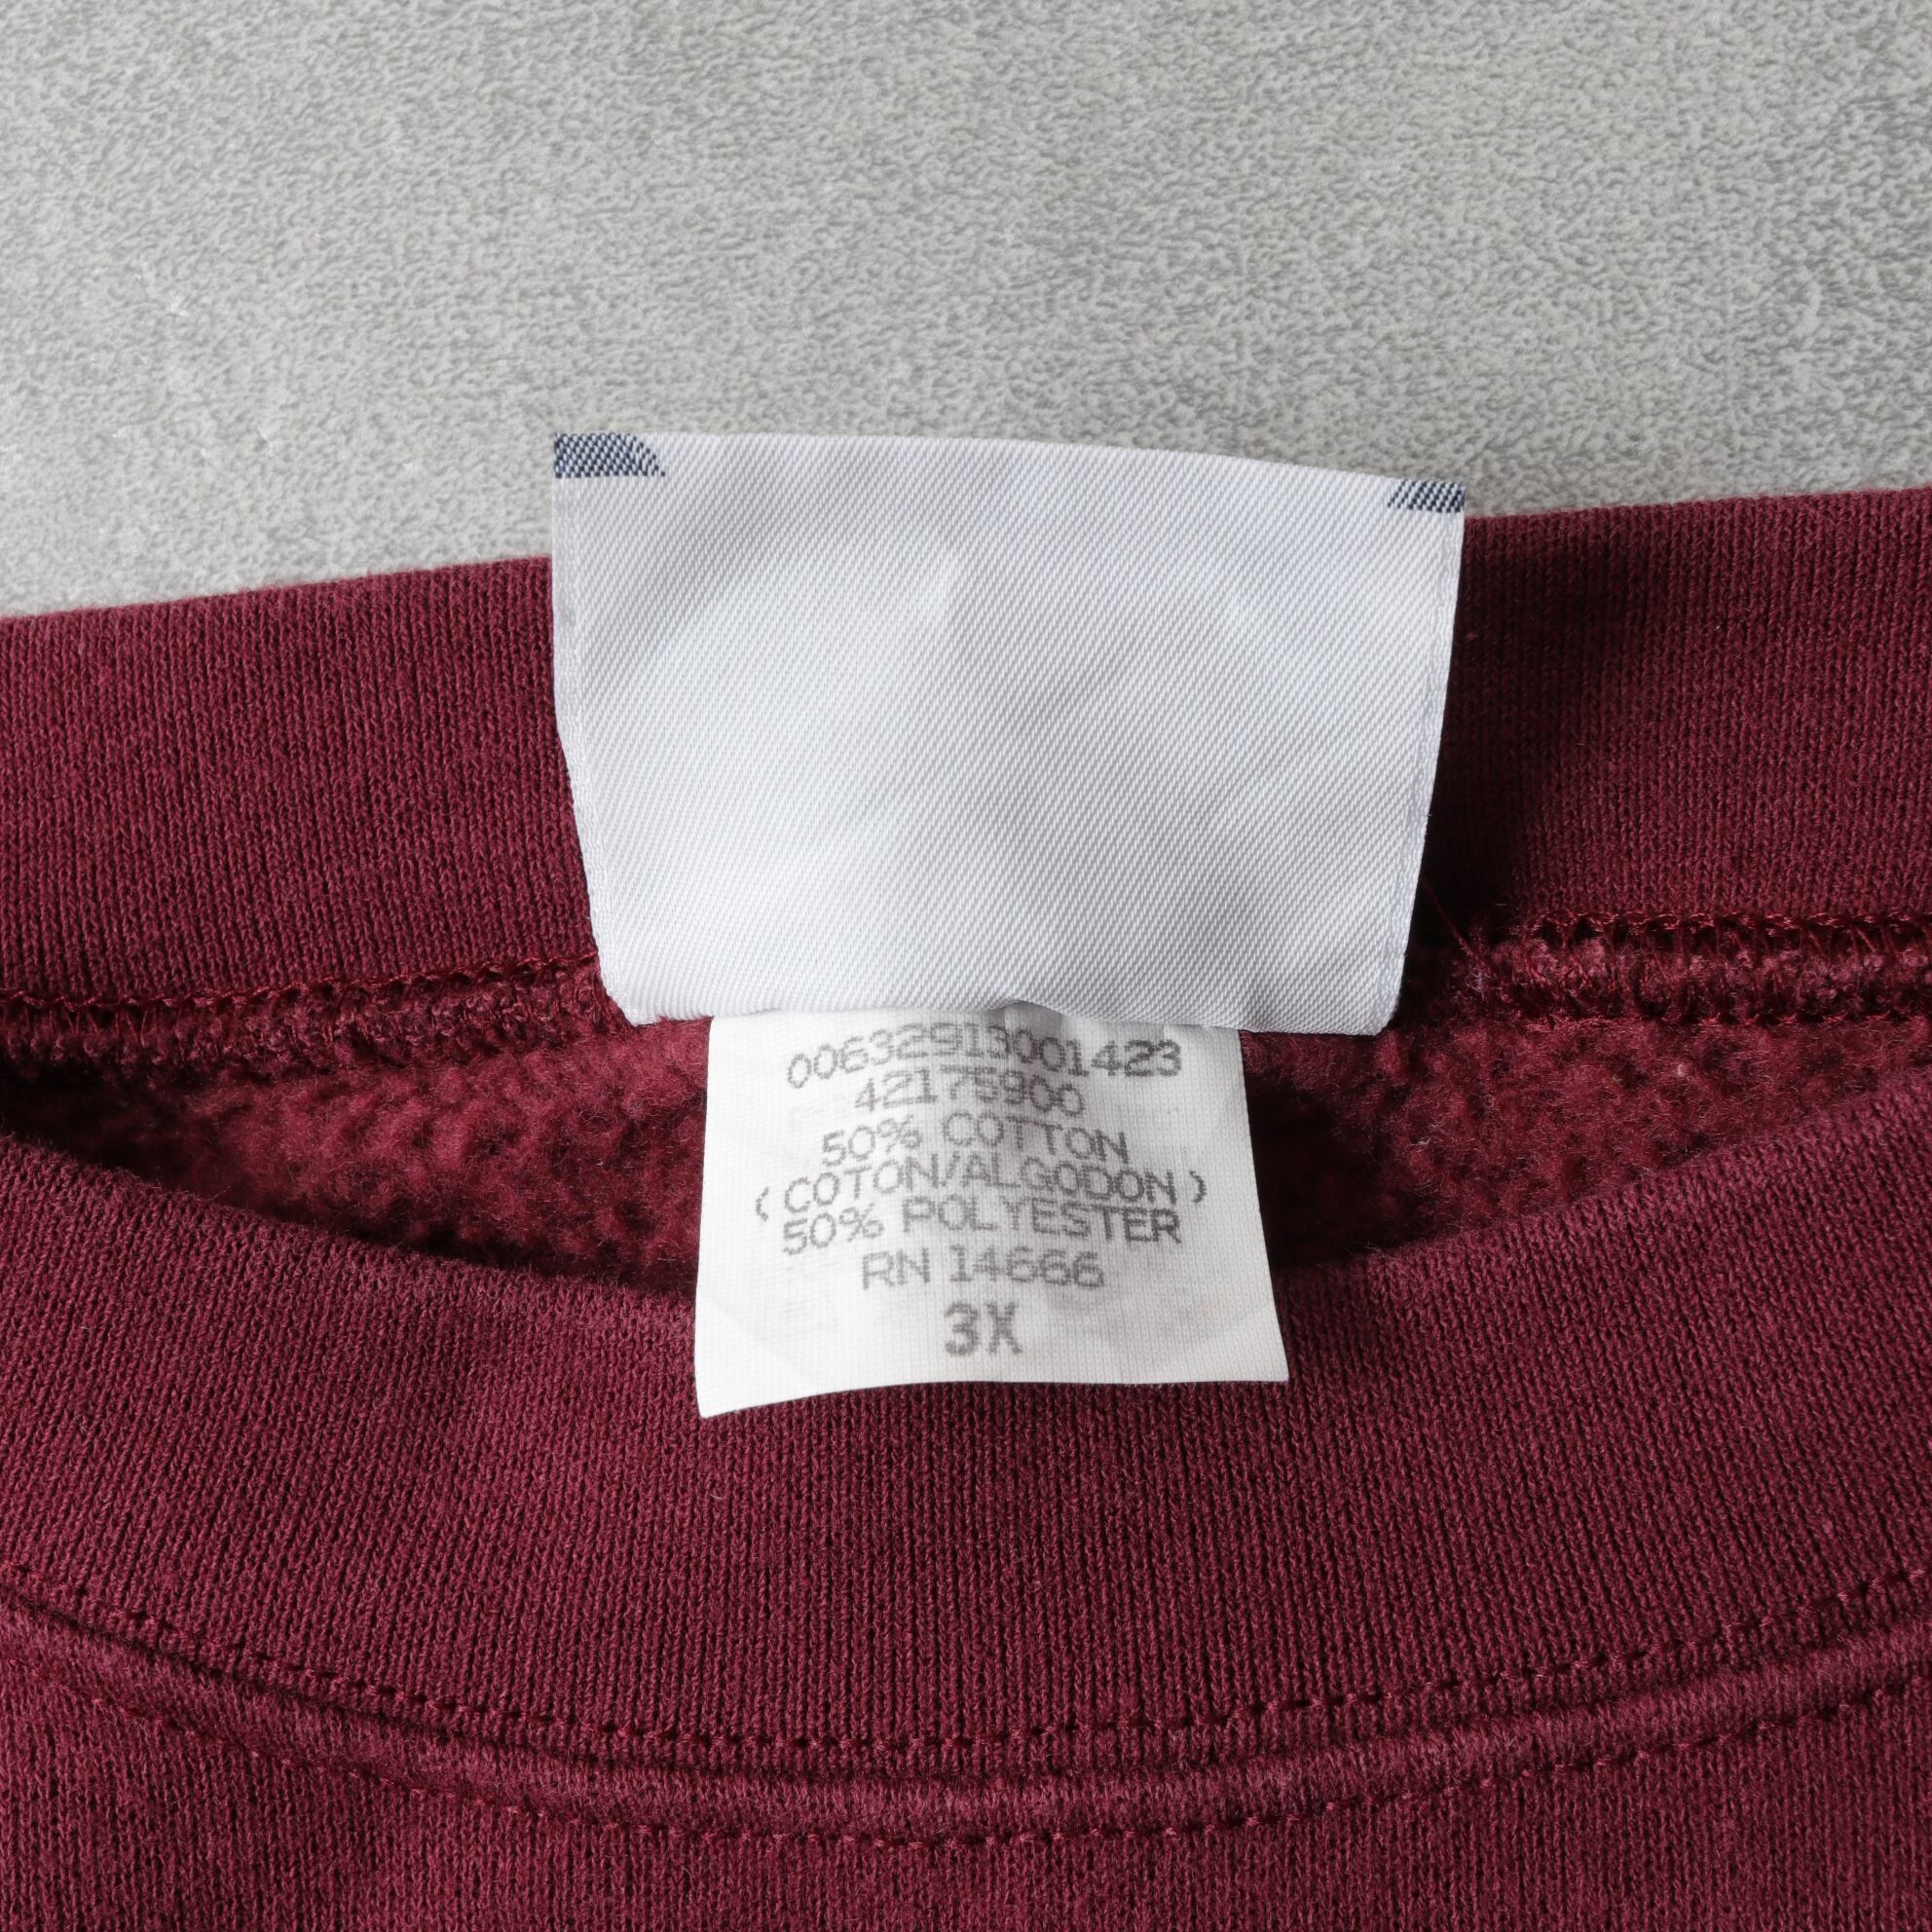 00632913001423
42175900
50% COTTON
(COTON/ALGODON)
50% POLYESTER
RN 14666
3X